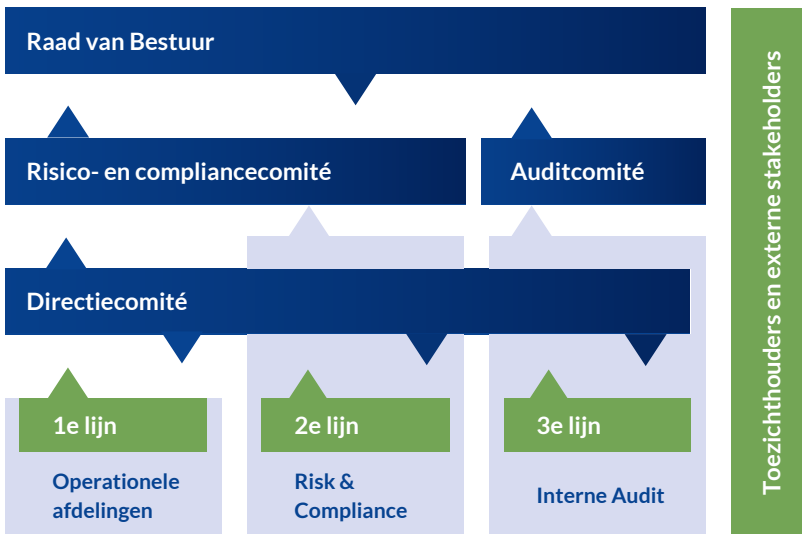 Raad van Bestuur
Risico- en compliancecomité
Auditcomité
Directiecomité
1e lijn
Operationele
afdelingen
2e lijn
Risk &
Compliance
3e lijn
Interne Audit
Toezichthouders en externe stakeholders